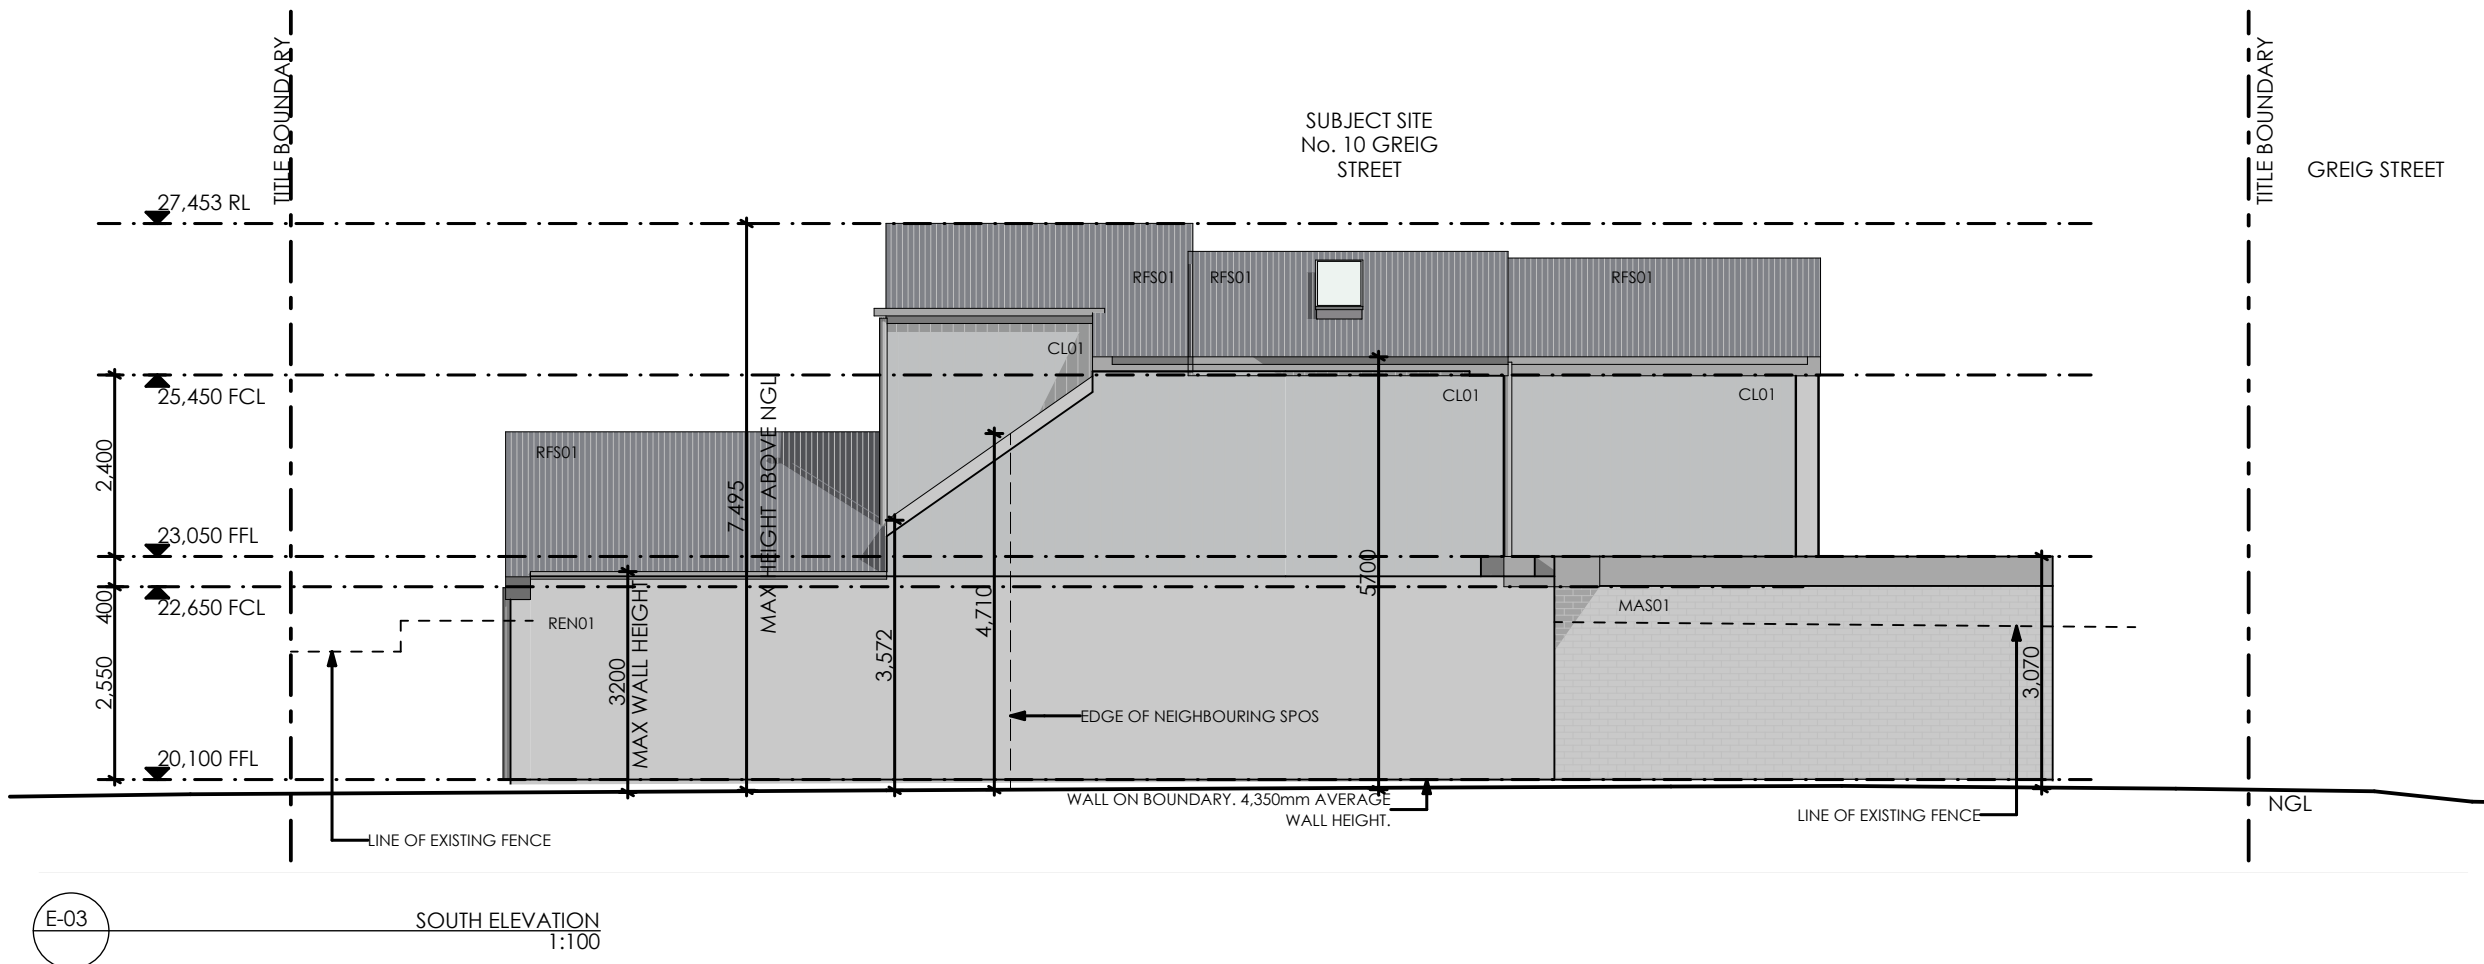 TITLE BOUNDARY
TITLE BOUNDARY
SUBJECT SITE
No. 10 GREIG
STREET
GREIG STREET
27,453 RL
RFS01
RFS01
RFS01
CL01
25,450 FCL
CL01
CL01
2,400
RFS01
7,495
MAX HEIGHT ABOVE NGL
23,050 FFL
5700
400
22,650 FCL
4,710
MAS01
REN01
3,572
3200
MAX WALL HEIGHT
2,550
3,070
EDGE OF NEIGHBOURING SPOS
20,100 FFL
WALL ON BOUNDARY. 4,350mm AVERAGE
WALL HEIGHT.
NGL
LINE OF EXISTING FENCE
LINE OF EXISTING FENCE
E-03
SOUTH ELEVATION
1:100